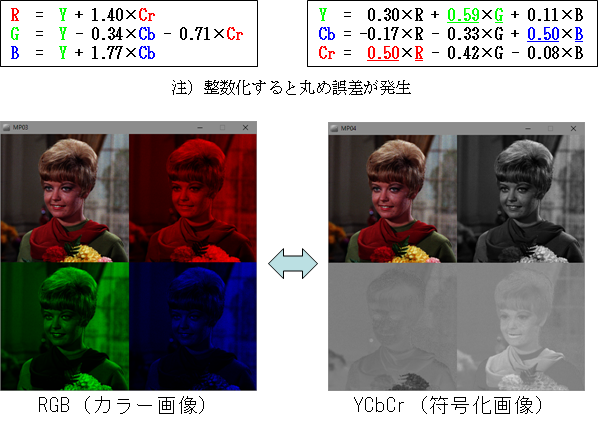 R = Y + 1.40×Cr
G = Y - 0.34×Cb - 0.71×Cr
B = Y + 1.77×Cb
Y = 0.30×R + 0.59×G + 0.11×B
Cb = -0.17×R - 0.33×G + 0.50×B
Cr = 0.50×R - 0.42×G - 0.08×B
注）整数化すると丸め誤差が発生
MP03
MP04
RGB（カラー画像）
YCbCr（符号化画像）